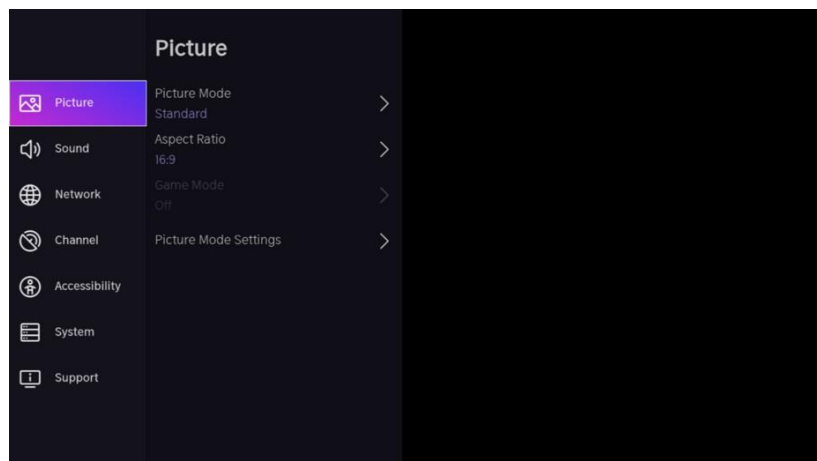 Picture
Picture
Sound
Network
Channel
Accessibility
System
Support
Picture Mode
Standard
Aspect Ratio
16:9
Game Mode
Off
Picture Mode Settings